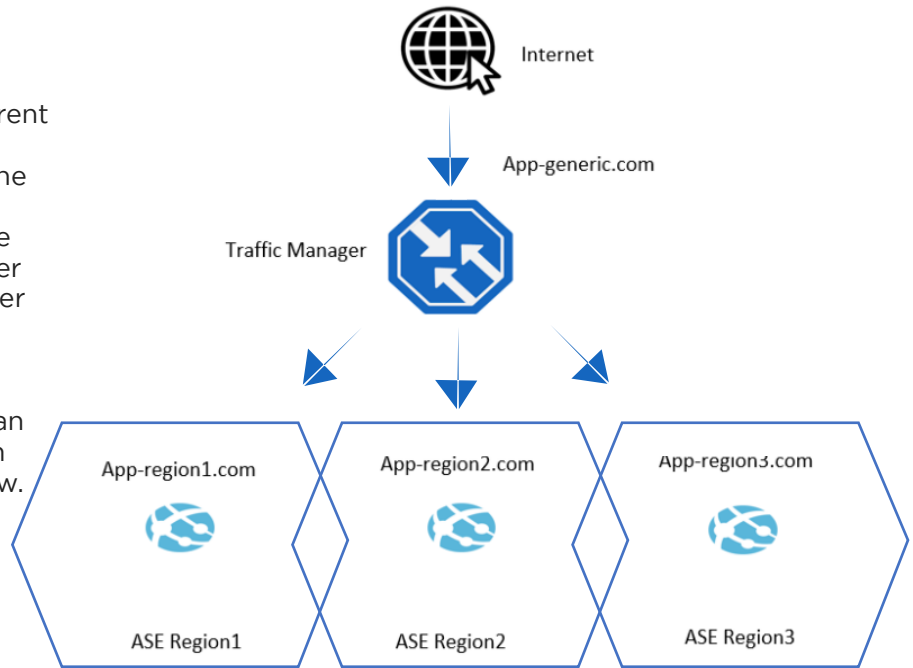 Internet
App-generic.com
Traffic Manager
App-region1.com
App-region2.com
App-region3.com
ASE Region1
ASE Region2
ASE Region3